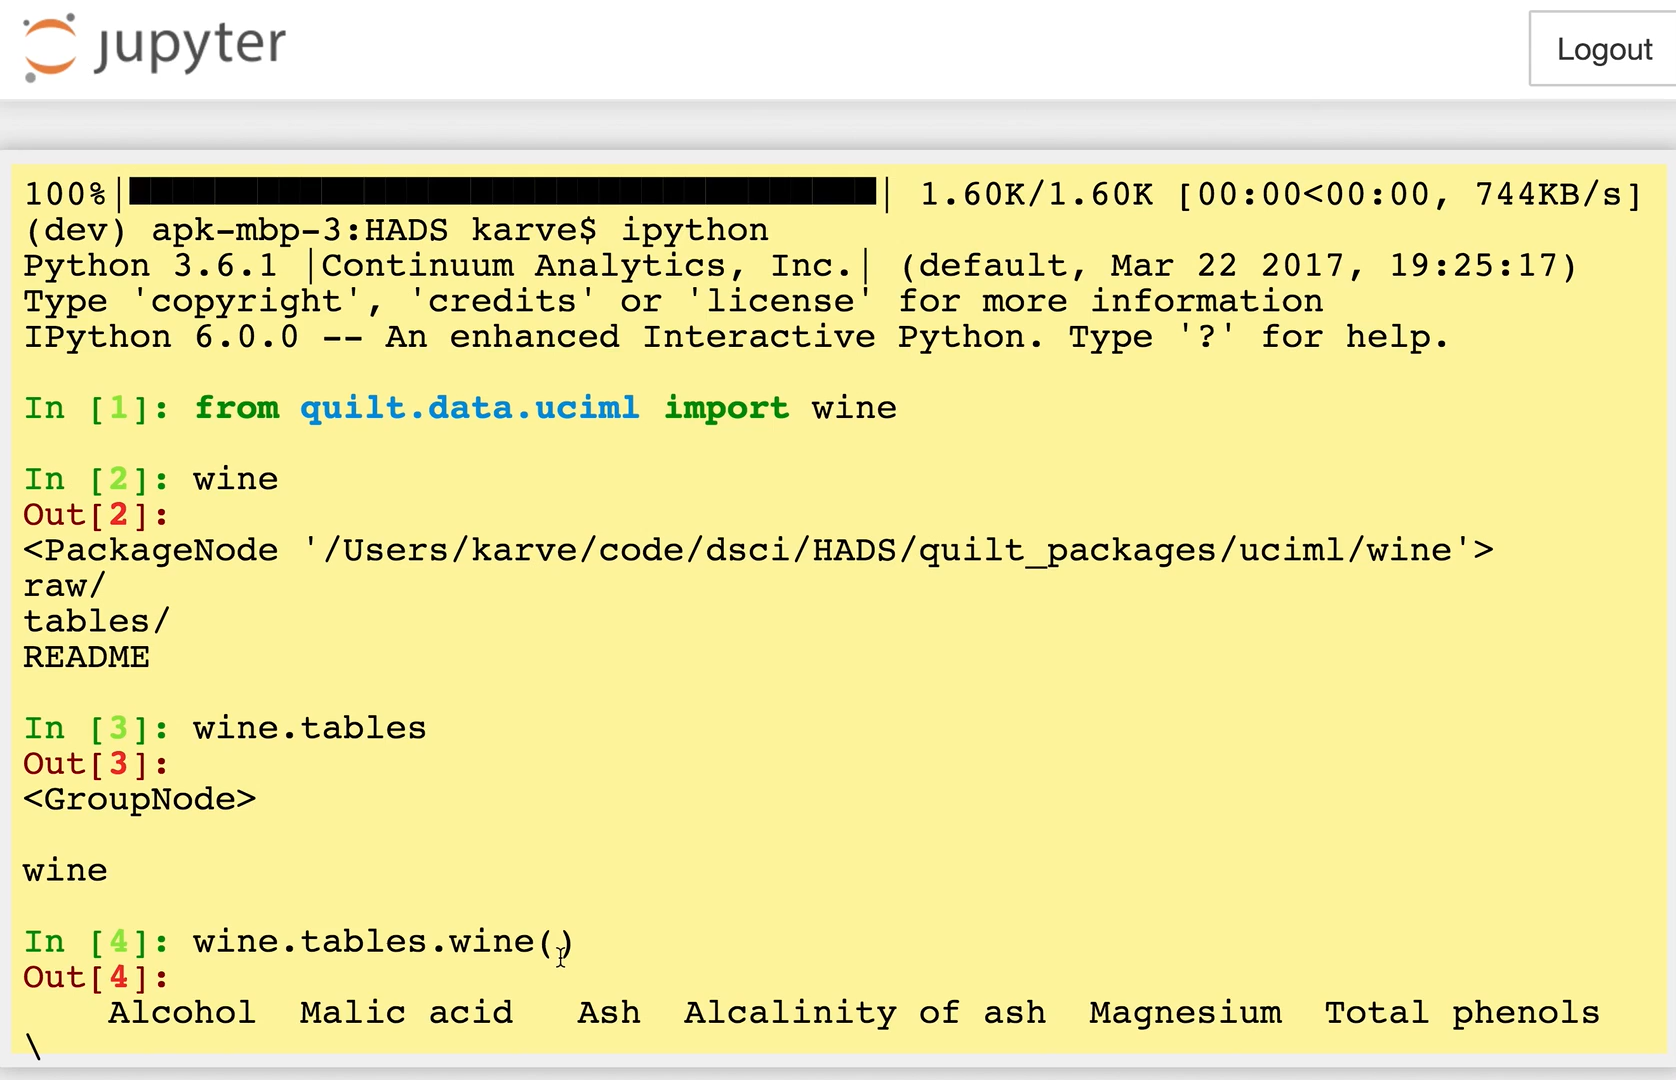 jupyter
Logout
100%| | 1.60K/1.60K [00:00<00:00, 744KB/s]
(dev) apk-mbp-3:HADS karve$ ipython
Python 3.6.1 |Continuum Analytics, Inc.| (default, Mar 22 2017, 19:25:17)
Type 'copyright', 'credits' or 'license' for more information
IPython 6.0.0 -- An enhanced Interactive Python. Type '?' for help.
In [1]: from quilt.data.uciml import wine
In [2]: wine
Out[2]:
<PackageNode '/Users/karve/code/dsci/HADS/quilt_packages/uciml/wine'>
raw/
tables/
README
In [3]: wine.tables
Out[3]:
<GroupNode>
wine
In [4]: wine.tables.wine()
Out[4]:
Alcohol Malic acid Ash Alcalinity of ash Magnesium Total phenols
\